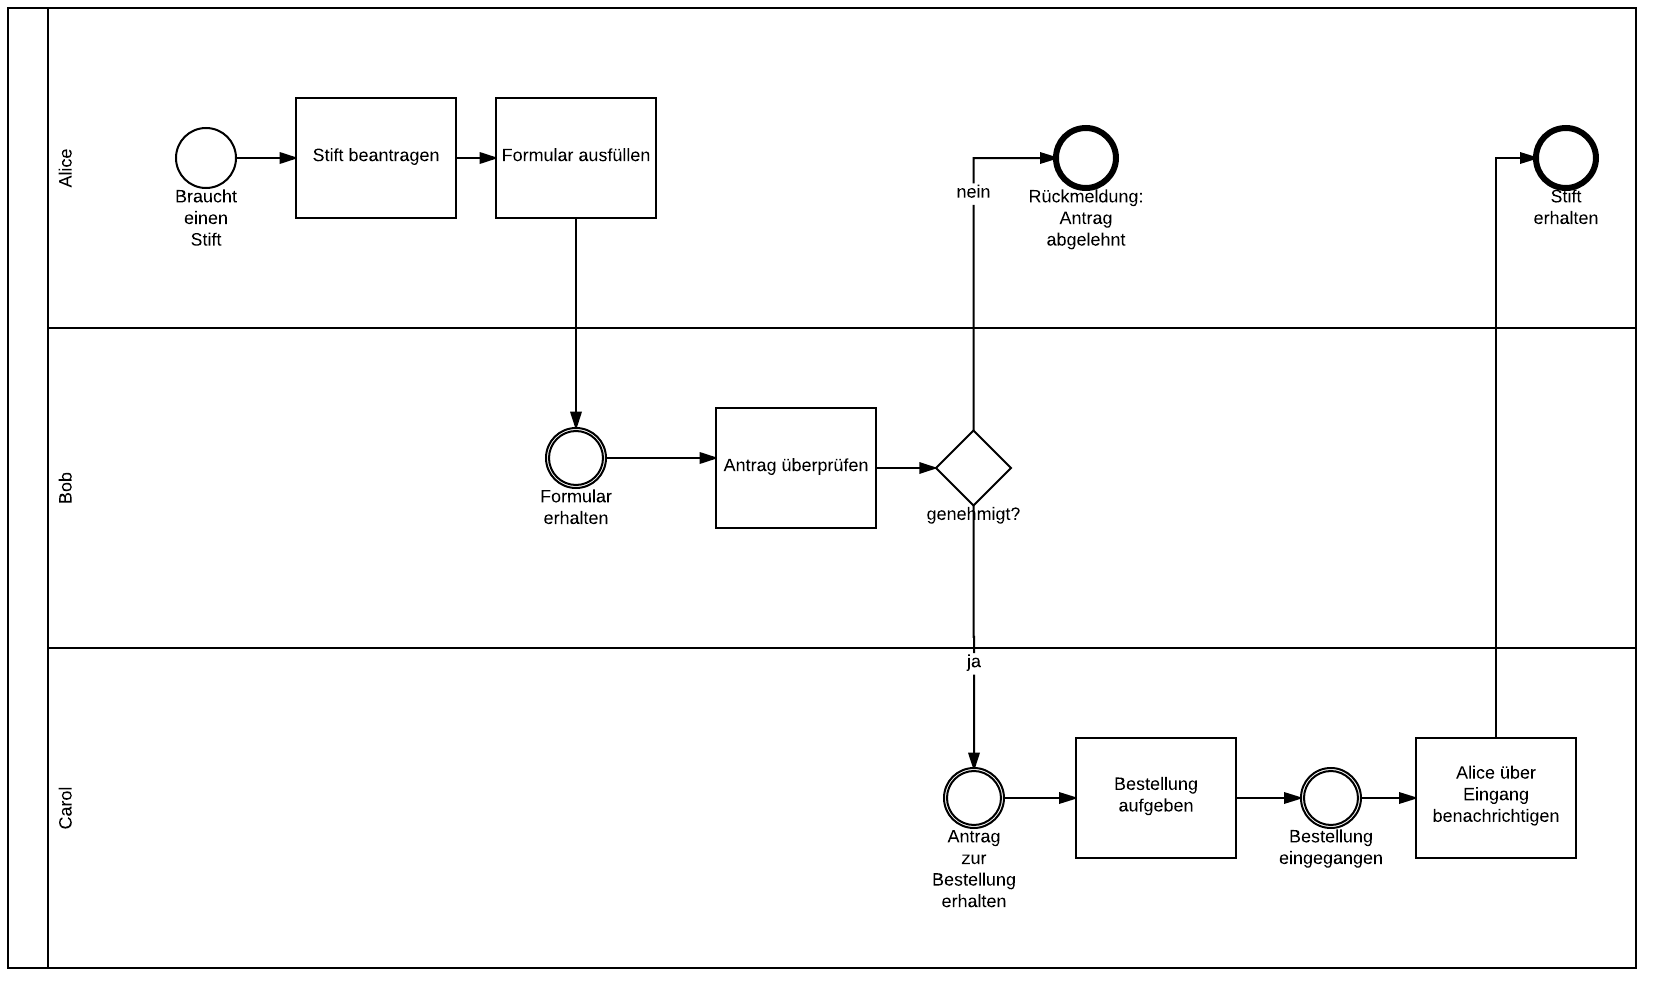 Alice
Braucht
einen
Stift
Stift beantragen
Formular ausfüllen
nein
Rückmeldung:
Antrag
abgelehnt
Stift
erhalten
Bob
Formular
erhalten
Antrag überprüfen
genehmigt?
ja
Carol
Antrag
zur
Bestellung
erhalten
Bestellung
aufgeben
Bestellung
eingegangen
Alice über
Eingang
benachrichtigen